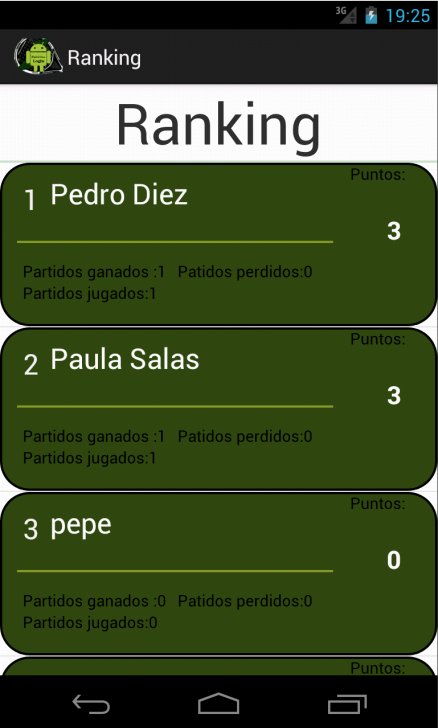 3G 19:25
Ranking
Ranking
Puntos:
1 Pedro Diez
3
Partidos ganados :1 Patidos perdidos:0
Partidos jugados:1
Puntos:
2 Paula Salas
3
Partidos ganados :1 Patidos perdidos:0
Partidos jugados:1
Puntos:
3 pepe
0
Partidos ganados :0 Patidos perdidos:0
Partidos jugados:0
Puntos: